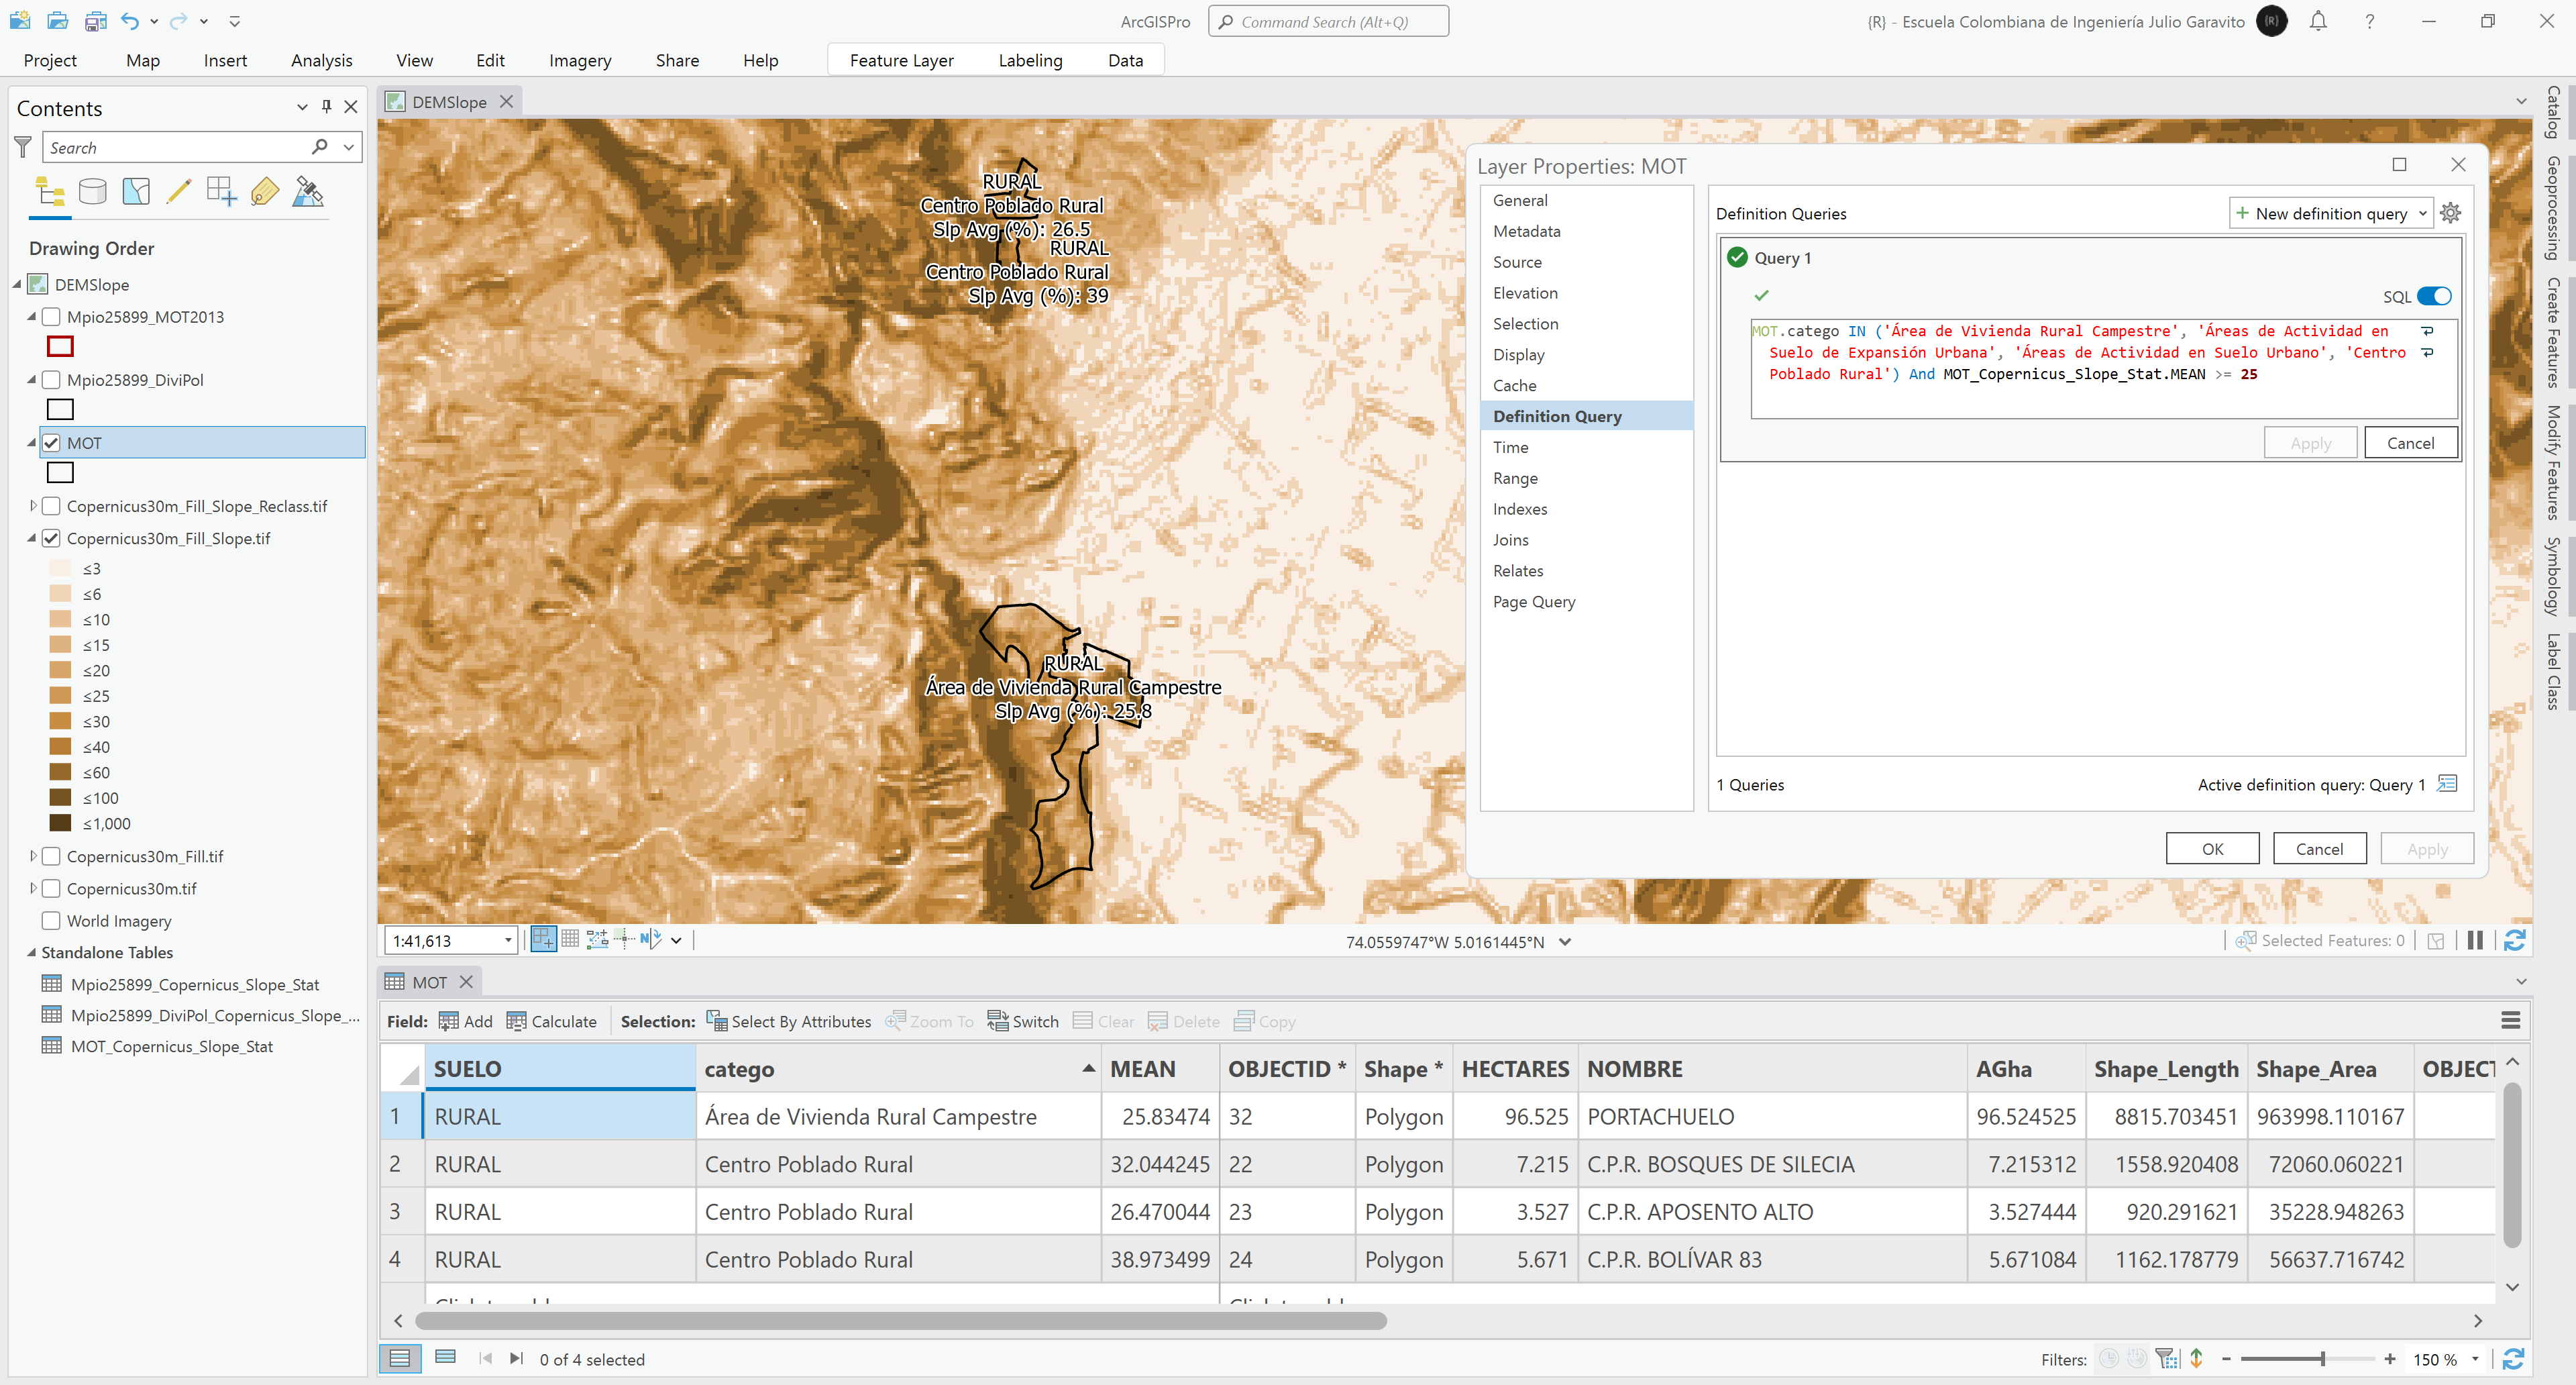 ArcGISPro
Command Search (Alt+Q)
{R} - Escuela Colombiana de Ingeniería Julio Garavito
{R}
?
Project Map Insert Analysis View Edit Imagery Share Help Feature Layer Labeling Data
Contents
Search
Drawing Order
DEMSlope
Mpio25899_MOT2013
Mpio25899_DiviPol
MOT
Copernicus30m_Fill_Slope_Reclass.tif
Copernicus30m_Fill_Slope.tif
≤3
≤6
≤10
≤15
≤20
≤25
≤30
≤40
≤60
≤100
≤1,000
Copernicus30m_Fill.tif
Copernicus30m.tif
World Imagery
Standalone Tables
Mpio25899_Copernicus_Slope_Stat
Mpio25899_DiviPol_Copernicus_Slope_...
MOT_Copernicus_Slope_Stat
DEMSlope
RURAL
Centro Poblado Rural
Slp Avg (%): 26.5
RURAL
Centro Poblado Rural
Slp Avg (%): 39
RURAL
Área de Vivienda Rural Campestre
Slp Avg (%): 25.8
Layer Properties: MOT
General
Metadata
Source
Elevation
Selection
Display
Cache
Definition Query
Time
Range
Indexes
Joins
Relates
Page Query
Definition Queries
New definition query
Query 1
SQL
MOT.catego IN ('Área de Vivienda Rural Campestre', 'Áreas de Actividad en
Suelo de Expansión Urbana', 'Áreas de Actividad en Suelo Urbano', 'Centro
Poblado Rural') And MOT_Copernicus_Slope_Stat.MEAN >= 25
Apply Cancel
1 Queries
Active definition query: Query 1
OK Cancel Apply
Catalog
Geoprocessing
Create Features
Modify Features
Symbology
Label Class
1:41,613
74.0559747°W 5.0161445°N
Selected Features: 0
MOT
Field: Add Calculate Selection: Select By Attributes Zoom To Switch Clear Delete Copy
SUELO catego MEAN OBJECTID * Shape * HECTARES NOMBRE AGha Shape_Length Shape_Area OBJECT
1 RURAL Área de Vivienda Rural Campestre 25.83474 32 Polygon 96.525 PORTACHUELO 96.524525 8815.703451 963998.110167
2 RURAL Centro Poblado Rural 32.044245 22 Polygon 7.215 C.P.R. BOSQUES DE SILECIA 7.215312 1558.920408 72060.060221
3 RURAL Centro Poblado Rural 26.470044 23 Polygon 3.527 C.P.R. APOSENTO ALTO 3.527444 920.291621 35228.948263
4 RURAL Centro Poblado Rural 38.973499 24 Polygon 5.671 C.P.R. BOLÍVAR 83 5.671084 1162.178779 56637.716742
0 of 4 selected
Filters:
150 %